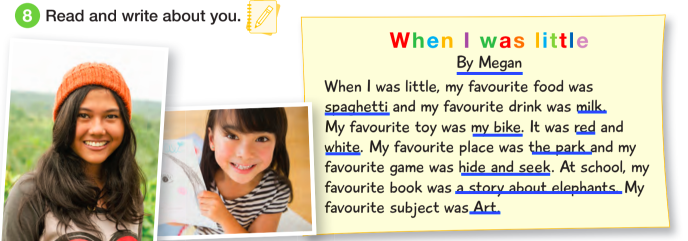 8 Read and write about you.
When I was little
By Megan
When I was little, my favourite food was
spaghetti and my favourite drink was milk.
My favourite toy was my bike. It was red and
white. My favourite place was the park and my
favourite game was hide and seek. At school, my
favourite book was a story about elephants. My
favourite subject was Art.